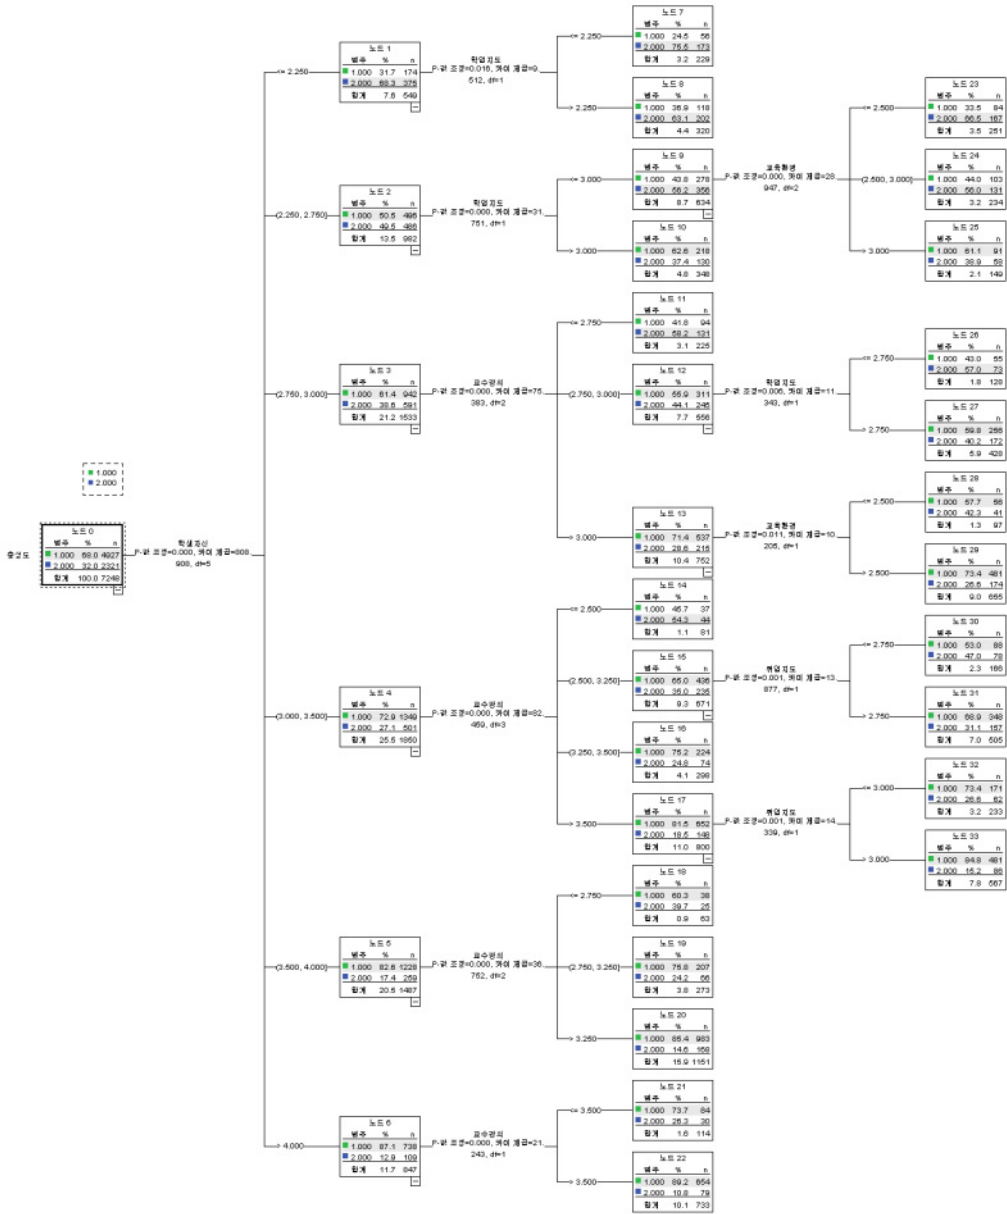 1.000
2.000
충성도
노드 0
범주 % n
1.000 68.0 4927
2.000 32.0 2321
합계 100.0 7248
학생자신
P-값 조정=0.000, 카이 제곱=808.
908, df=5
<= 2.250
노드 1
범주 % n
1.000 31.7 174
2.000 68.3 375
합계 7.6 549
학업지도
P-값 조정=0.016, 카이 제곱=9.
512, df=1
<= 2.250
노드 7
범주 % n
1.000 24.5 56
2.000 75.5 173
합계 3.2 229
> 2.250
노드 8
범주 % n
1.000 36.9 118
2.000 63.1 202
합계 4.4 320
(2.250, 2.750]
노드 2
범주 % n
1.000 50.5 496
2.000 49.5 486
합계 13.5 982
학업지도
P-값 조정=0.000, 카이 제곱=31.
751, df=1
<= 3.000
노드 9
범주 % n
1.000 43.8 278
2.000 56.2 356
합계 8.7 634
> 3.000
노드 10
범주 % n
1.000 62.6 218
2.000 37.4 130
합계 4.8 348
교육환경
P-값 조정=0.000, 카이 제곱=28.
947, df=2
<= 2.500
노드 23
범주 % n
1.000 33.5 84
2.000 66.5 167
합계 3.5 251
(2.500, 3.000]
노드 24
범주 % n
1.000 44.0 103
2.000 56.0 131
합계 3.2 234
> 3.000
노드 25
범주 % n
1.000 61.1 91
2.000 38.9 58
합계 2.1 149
(2.750, 3.000]
노드 3
범주 % n
1.000 61.4 942
2.000 38.6 591
합계 21.2 1533
교수강의
P-값 조정=0.000, 카이 제곱=75.
383, df=2
<= 2.750
노드 11
범주 % n
1.000 41.8 94
2.000 58.2 131
합계 3.1 225
(2.750, 3.000]
노드 12
범주 % n
1.000 55.9 311
2.000 44.1 245
합계 7.7 556
학업지도
P-값 조정=0.006, 카이 제곱=11.
343, df=1
<= 2.750
노드 26
범주 % n
1.000 43.0 55
2.000 57.0 73
합계 1.8 128
> 2.750
노드 27
범주 % n
1.000 59.8 256
2.000 40.2 172
합계 5.9 428
> 3.000
노드 13
범주 % n
1.000 71.4 537
2.000 28.6 215
합계 10.4 752
교육환경
P-값 조정=0.011, 카이 제곱=10.
205, df=1
<= 2.500
노드 28
범주 % n
1.000 57.7 56
2.000 42.3 41
합계 1.3 97
> 2.500
노드 29
범주 % n
1.000 73.4 481
2.000 26.6 174
합계 9.0 655
(3.000, 3.500]
노드 4
범주 % n
1.000 72.9 1349
2.000 27.1 501
합계 25.5 1850
교수강의
P-값 조정=0.000, 카이 제곱=82.
459, df=3
<= 2.500
노드 14
범주 % n
1.000 45.7 37
2.000 54.3 44
합계 1.1 81
(2.500, 3.250]
노드 15
범주 % n
1.000 65.0 436
2.000 35.0 235
합계 9.3 671
취업지도
P-값 조정=0.001, 카이 제곱=13.
877, df=1
<= 2.750
노드 30
범주 % n
1.000 53.0 88
2.000 47.0 78
합계 2.3 166
> 2.750
노드 31
범주 % n
1.000 68.9 348
2.000 31.1 157
합계 7.0 505
(3.250, 3.500]
노드 16
범주 % n
1.000 75.2 224
2.000 24.8 74
합계 4.1 298
> 3.500
노드 17
범주 % n
1.000 81.5 652
2.000 18.5 148
합계 11.0 800
취업지도
P-값 조정=0.001, 카이 제곱=14.
339, df=1
<= 3.000
노드 32
범주 % n
1.000 73.4 171
2.000 26.6 62
합계 3.2 233
> 3.000
노드 33
범주 % n
1.000 84.8 481
2.000 15.2 86
합계 7.8 567
(3.500, 4.000]
노드 5
범주 % n
1.000 82.6 1228
2.000 17.4 259
합계 20.5 1487
교수강의
P-값 조정=0.000, 카이 제곱=36.
752, df=2
<= 2.750
노드 18
범주 % n
1.000 60.3 38
2.000 39.7 25
합계 0.9 63
(2.750, 3.250]
노드 19
범주 % n
1.000 75.8 207
2.000 24.2 66
합계 3.8 273
> 3.250
노드 20
범주 % n
1.000 85.4 983
2.000 14.6 168
합계 15.9 1151
> 4.000
노드 6
범주 % n
1.000 87.1 738
2.000 12.9 109
합계 11.7 847
교수강의
P-값 조정=0.000, 카이 제곱=21.
243, df=1
<= 3.500
노드 21
범주 % n
1.000 73.7 84
2.000 26.3 30
합계 1.6 114
> 3.500
노드 22
범주 % n
1.000 89.2 654
2.000 10.8 79
합계 10.1 733